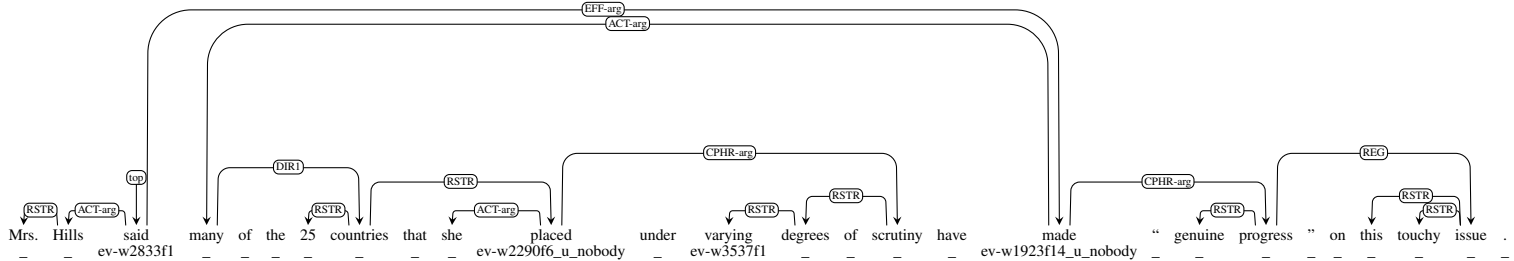 EFF-arg
ACT-arg
CPHR-arg
REG
DIR1
top
RSTR
CPHR-arg
RSTR
RSTR
RSTR
ACT-arg
RSTR
ACT-arg
RSTR
RSTR
RSTR
Mrs. Hills said many of the 25 countries that she placed under varying degrees of scrutiny have made “ genuine progress ” on this touchy issue .
_ _ ev-w2833f1 _ _ _ _ _ _ _ ev-w2290f6_u_nobody _ ev-w3537f1 _ _ _ _ ev-w1923f14_u_nobody _ _ _ _ _ _ _ _ _